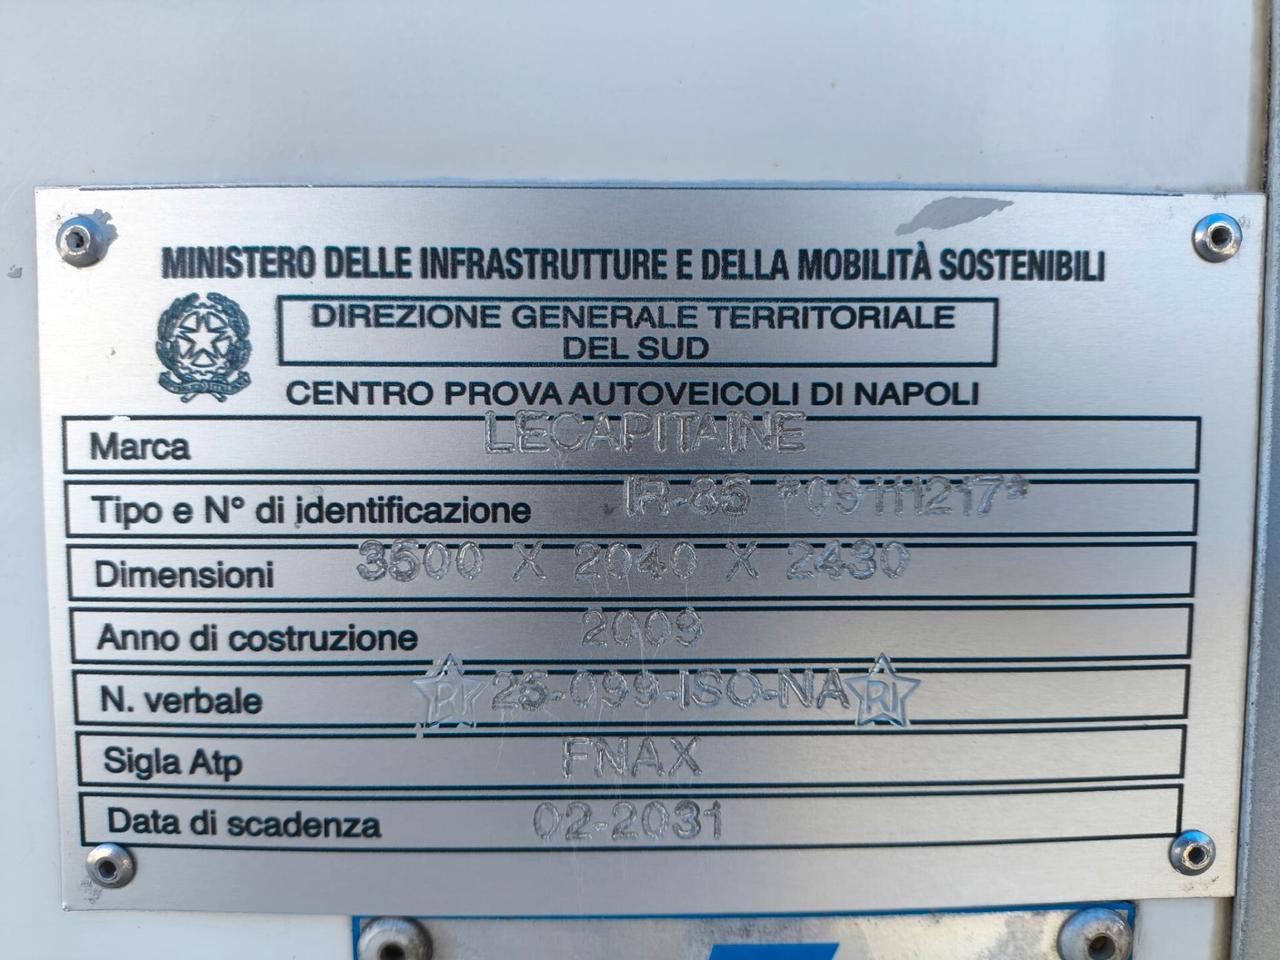 MINISTERO DELLE INFRASTRUTTURE E DELLA MOBILITÀ SOSTENIBILI
DIREZIONE GENERALE TERRITORIALE
DEL SUD
CENTRO PROVA AUTOVEICOLI DI NAPOLI
Marca LECAPITAINE
Tipo e N° di identificazione IR-85 *09111217*
Dimensioni 3500 X 2040 X 2430
Anno di costruzione 2009
N. verbale RI 25-099-ISO-NA RI
Sigla Atp FNAX
Data di scadenza 02-2031